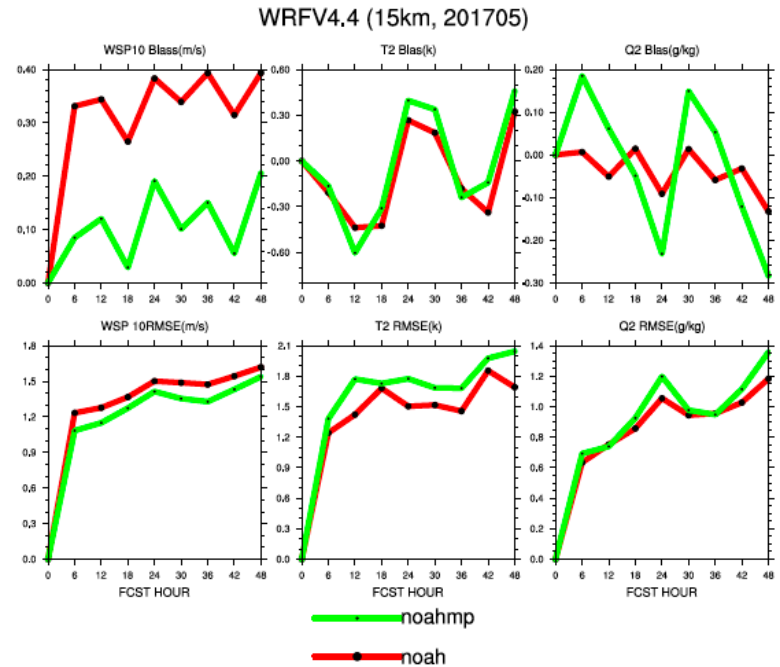 WRFV4.4 (15km, 201705)
WSP10 BIass(m/s)
T2 BIas(k)
Q2 BIas(g/kg)
0.40
0.30
0,20
0,10
0.00
0 6 12 18 24 30 36 42 48
0.60
0.30
0.00
-0.30
-0.60
0 6 12 18 24 30 36 42 48
0.20
0.10
0.00
-0.10
-0.20
-0.30
0 6 12 18 24 30 36 42 48
WSP 10RMSE(m/s)
T2 RMSE(k)
Q2 RMSE(g/kg)
1.8
1.5
1.2
0.9
0.6
0.3
0.0
0 6 12 18 24 30 36 42 48
FCST HOUR
2.1
1.8
1.5
1.2
0.9
0.6
0.3
0.0
0 6 12 18 24 30 36 42 48
FCST HOUR
1.4
1.2
1.0
0.8
0.6
0.4
0.2
0.0
0 6 12 18 24 30 36 42 48
FCST HOUR
noahmp
noah